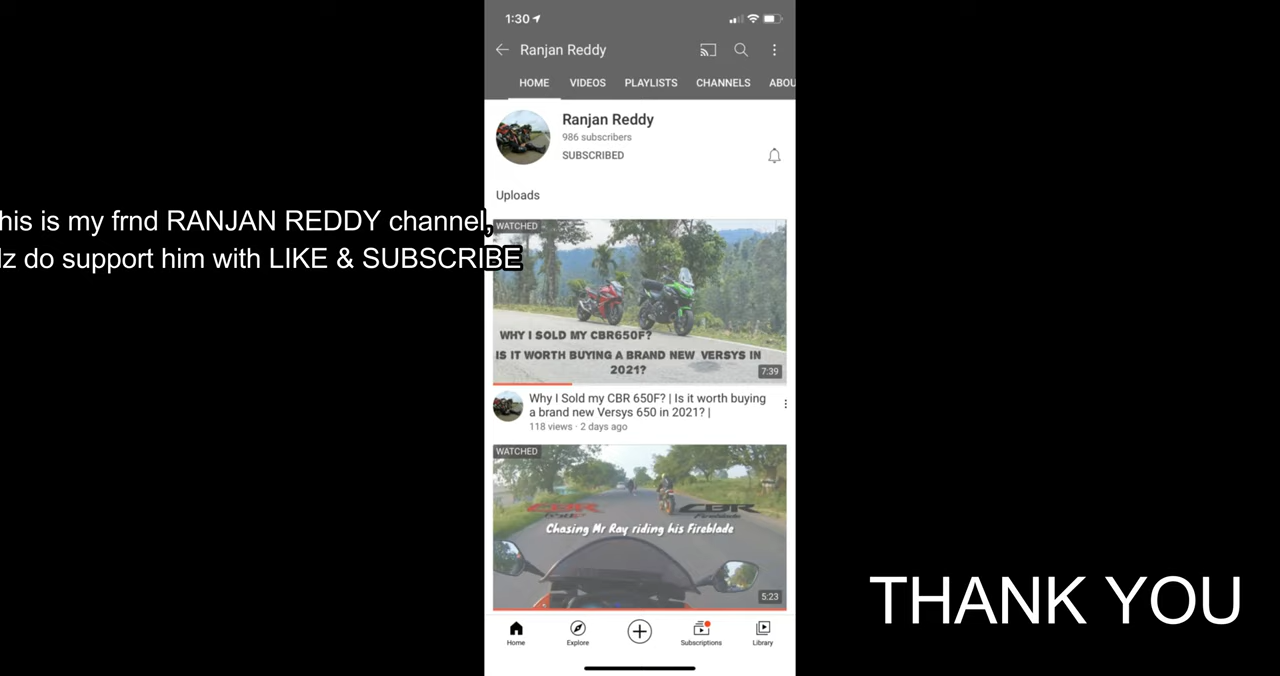 1:30
Ranjan Reddy
HOME VIDEOS PLAYLISTS CHANNELS ABOU
Ranjan Reddy
986 subscribers
SUBSCRIBED
his is my frnd RANJAN REDDY channel,
lz do support him with LIKE & SUBSCRIBE
Uploads
WATCHED
WHY I SOLD MY CBR650F?
IS IT WORTH BUYING A BRAND NEW VERSYS IN
2021?
7:39
Why I Sold my CBR 650F? | Is it worth buying
a brand new Versys 650 in 2021? |
118 views · 2 days ago
WATCHED
CBR
CBR
Fireblade
Chasing Mr Ray riding his Fireblade
5:23
THANK YOU
Home Explore Subscriptions Library